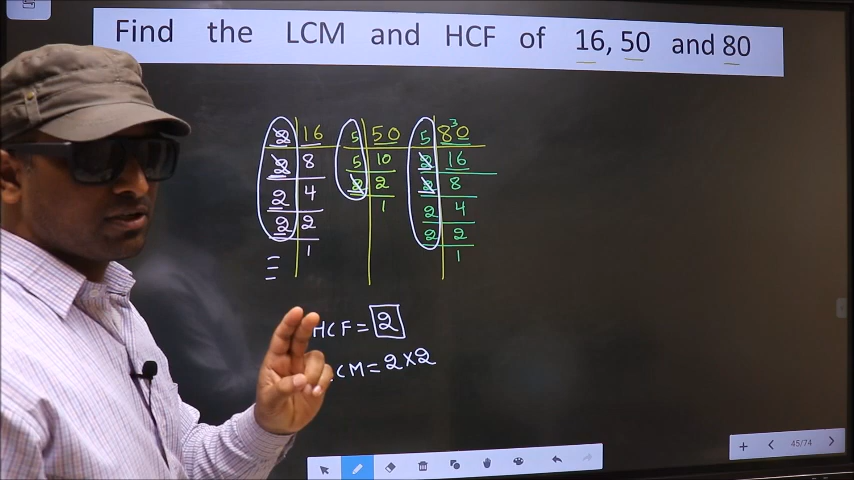 Find the LCM and HCF of 16, 50 and 80
2 16 5 50 5 8³0
2 8 5 10 2 16
2 4 2 2 2 8
2 2 1 2 4
1 2 2
1
HCF = 2
CM = 2 × 2
45/74